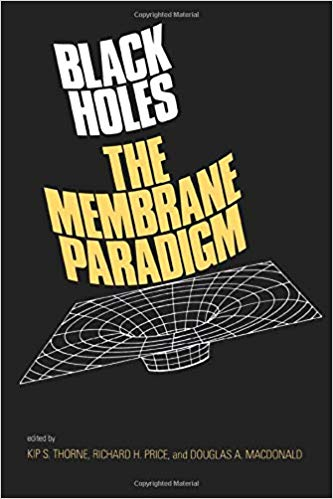 BLACK
HOLES
THE
MEMBRANE
PARADIGM
edited by
KIP S. THORNE, RICHARD H. PRICE, and DOUGLAS A. MACDONALD